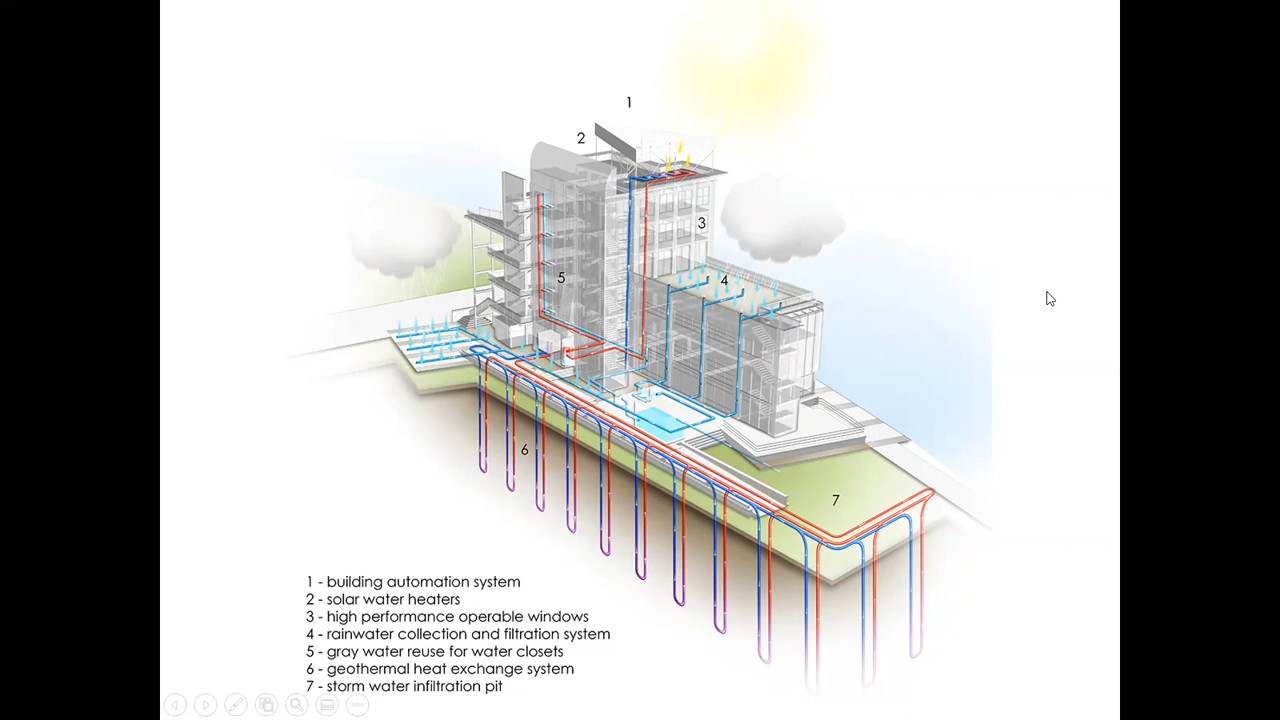 1
2
3
4
5
6
7
1 - building automation system
2 - solar water heaters
3 - high performance operable windows
4 - rainwater collection and filtration system
5 - gray water reuse for water closets
6 - geothermal heat exchange system
7 - storm water infiltration pit